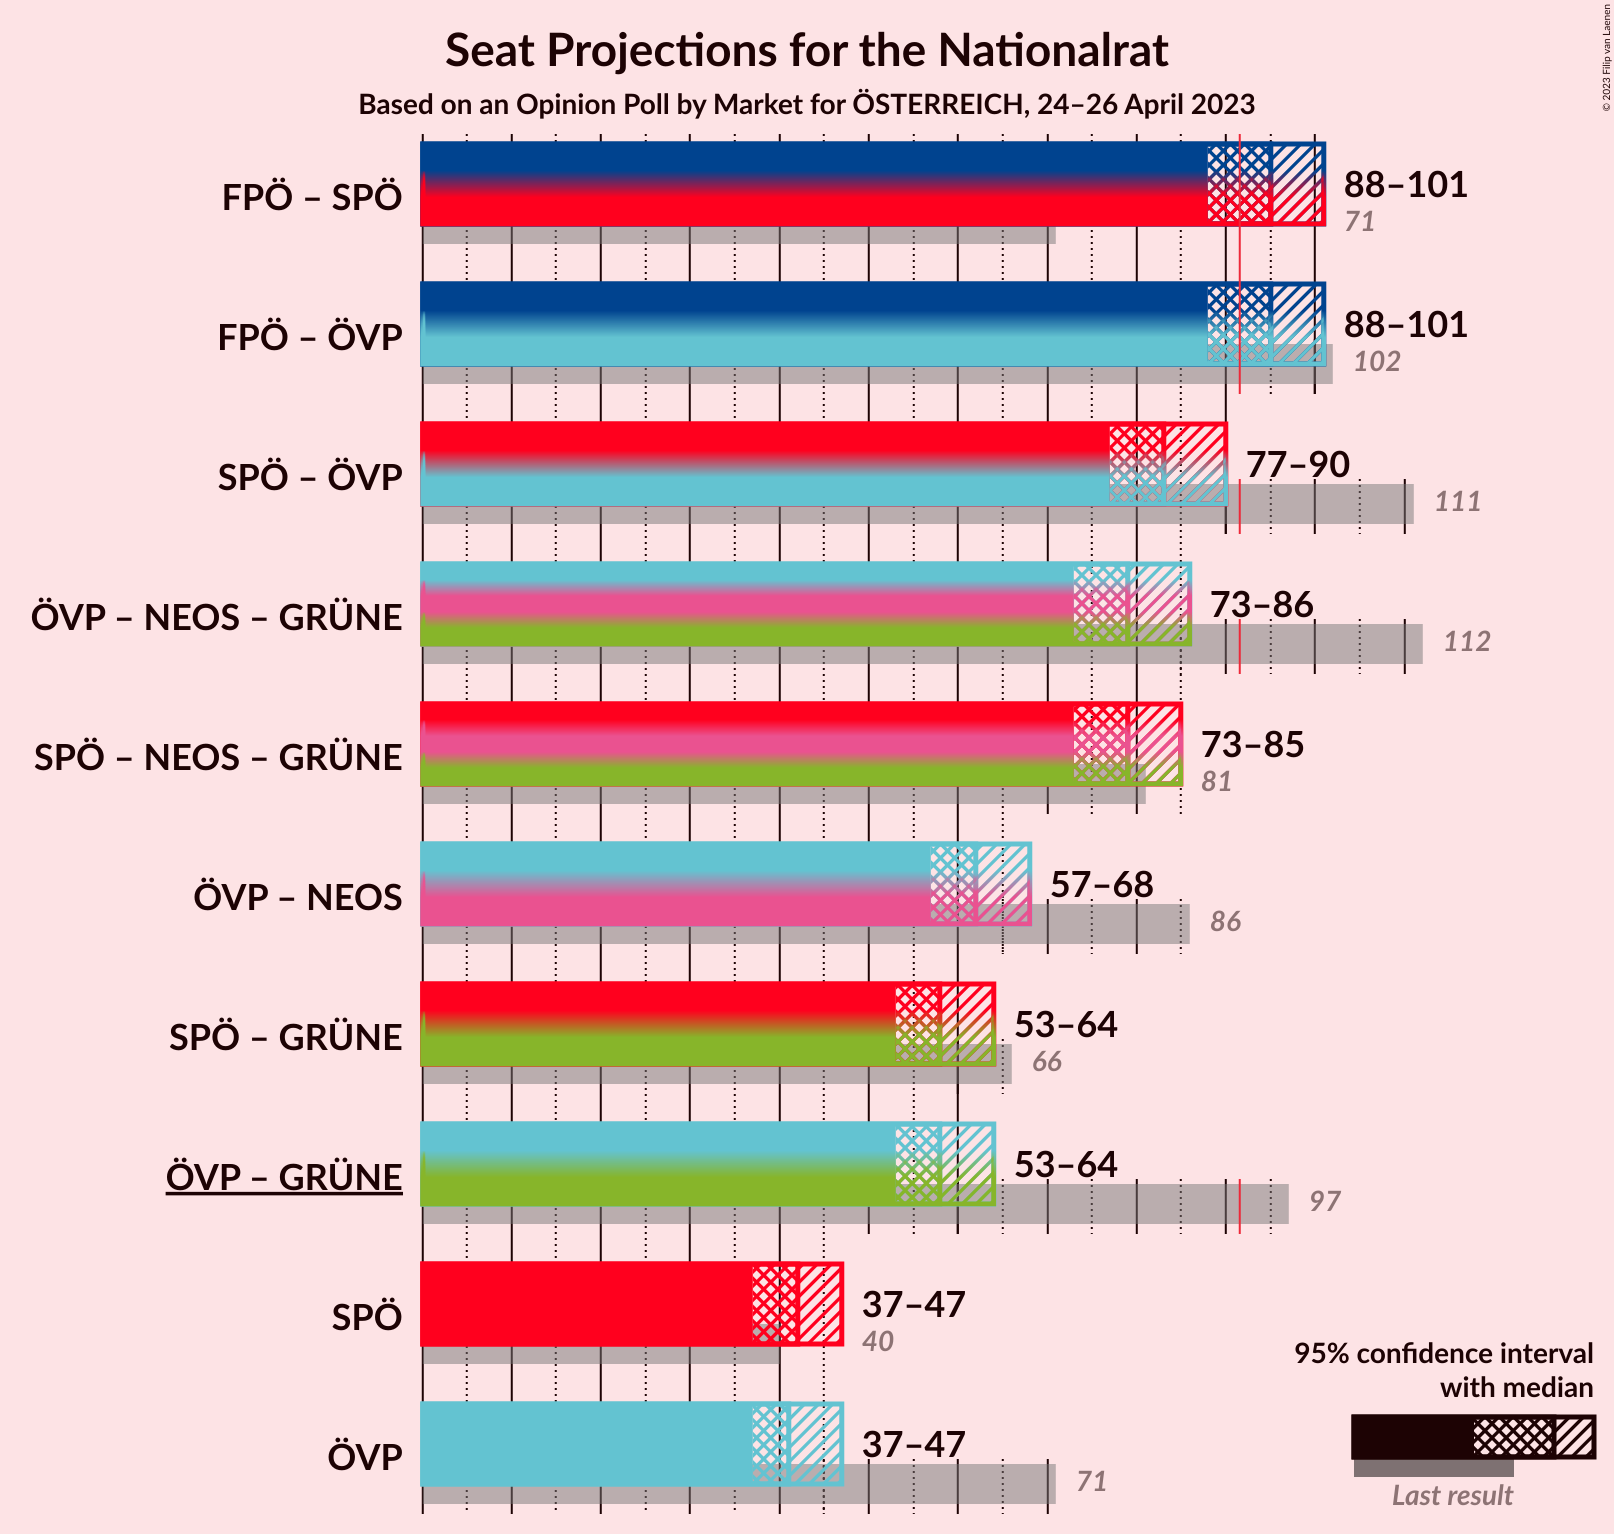 Seat Projections for the Nationalrat
Based on an Opinion Poll by Market for ÖSTERREICH, 24–26 April 2023
© 2023 Filip van Laenen
FPÖ – SPÖ
88–101
71
FPÖ – ÖVP
88–101
102
SPÖ – ÖVP
77–90
111
ÖVP – NEOS – GRÜNE
73–86
112
SPÖ – NEOS – GRÜNE
73–85
81
ÖVP – NEOS
57–68
86
SPÖ – GRÜNE
53–64
66
ÖVP – GRÜNE
53–64
97
SPÖ
37–47
40
ÖVP
37–47
71
95% confidence interval
with median
Last result